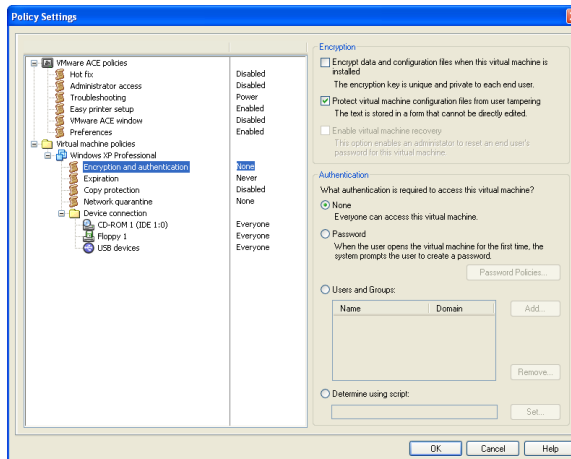 Policy Settings
VMware ACE policies
Hot fix Disabled
Administrator access Disabled
Troubleshooting Power
Easy printer setup Enabled
VMware ACE window Disabled
Preferences Enabled
Virtual machine policies
Windows XP Professional
Encryption and authentication None
Expiration Never
Copy protection Disabled
Network quarantine None
Device connection
CD-ROM 1 (IDE 1:0) Everyone
Floppy 1 Everyone
USB devices Everyone
Encryption
Encrypt data and configuration files when this virtual machine is
installed
The encryption key is unique and private to each end user.
Protect virtual machine configuration files from user tampering
The text is stored in a form that cannot be directly edited.
Enable virtual machine recovery
This option enables an administrator to reset an end user's
password for this virtual machine.
Authentication
What authentication is required to access this virtual machine?
None
Everyone can access this virtual machine.
Password
When the user opens the virtual machine for the first time, the
system prompts the user to create a password.
Password Policies...
Users and Groups:
Name Domain
Add...
Remove...
Determine using script:
Set...
OK Cancel Help